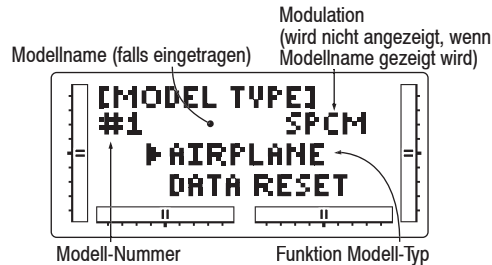 Modulation
(wird nicht angezeigt, wenn
Modellname gezeigt wird)
Modellname (falls eingetragen)
[MODEL TYPE]
#1 SPCM
▶AIRPLANE
DATA RESET
Modell-Nummer
Funktion Modell-Typ